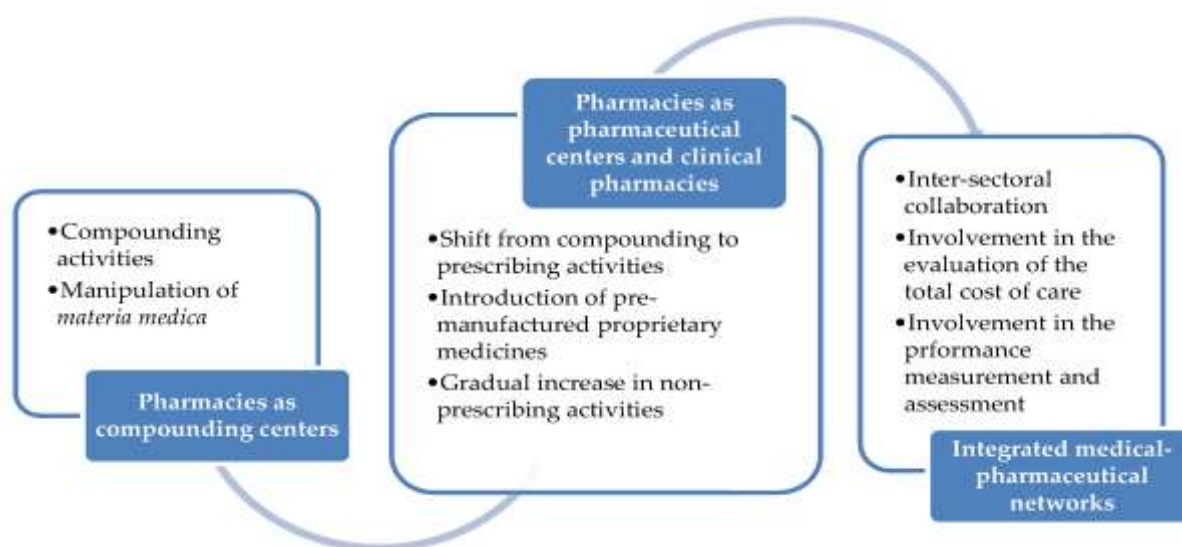 •Compounding
activities
•Manipulation of
materia medica
Pharmacies as
compounding centers
Pharmacies as
pharmaceutical
centers and clinical
pharmacies
•Shift from compounding to
prescribing activities
•Introduction of pre-
manufactured proprietary
medicines
•Gradual increase in non-
prescribing activities
•Inter-sectoral
collaboration
•Involvement in the
evaluation of the
total cost of care
•Involvement in the
prformance
measurement and
assessment
Integrated medical-
pharmaceutical
networks